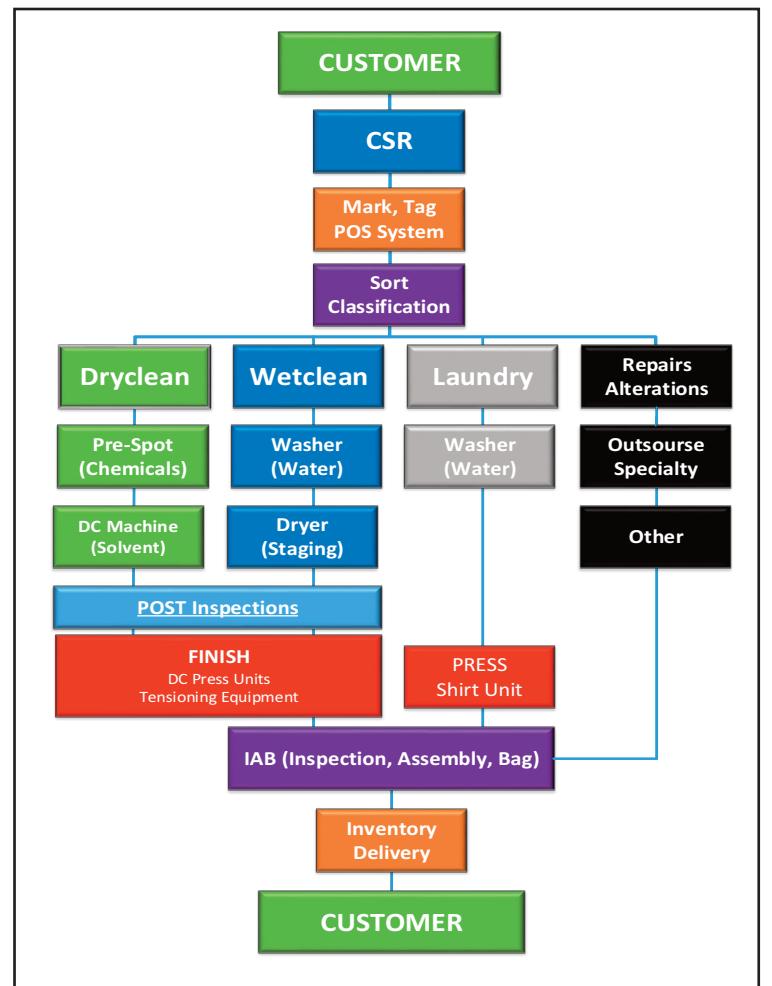 CUSTOMER
CSR
Mark, Tag
POS System
Sort
Classification
Dryclean
Wetclean
Laundry
Repairs
Alterations
Pre-Spot
(Chemicals)
Washer
(Water)
Washer
(Water)
Outsourse
Specialty
DC Machine
(Solvent)
Dryer
(Staging)
Other
POST Inspections
FINISH
DC Press Units
Tensioning Equipment
PRESS
Shirt Unit
IAB (Inspection, Assembly, Bag)
Inventory
Delivery
CUSTOMER